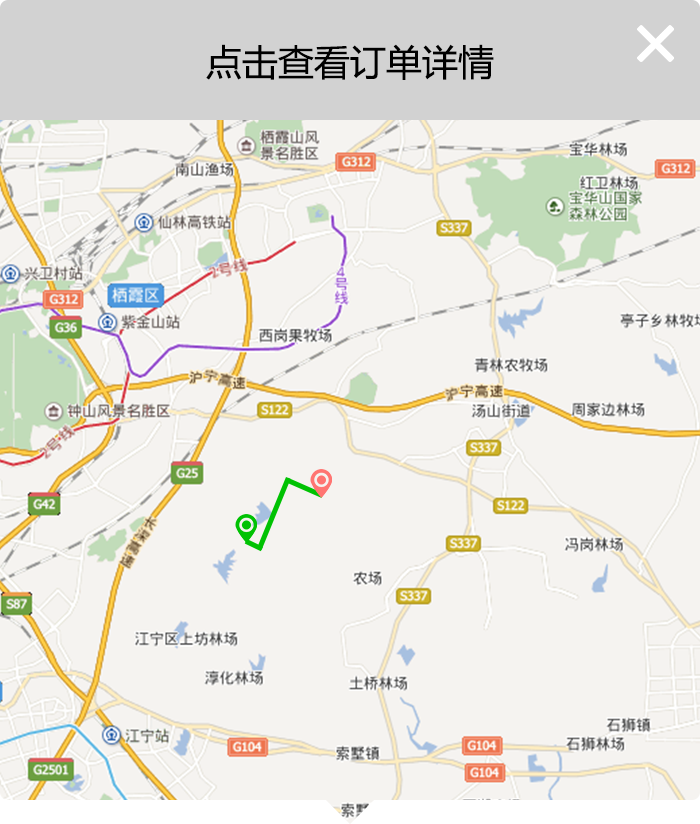 点击查看订单详情
栖霞山风
景名胜区
G312
宝华林场
南山渔场
G312
红卫林场
宝华山国家
森林公园
仙林高铁站
S337
2号线
兴卫村站
4号线
栖霞区
G312
紫金山站
G36
亭子乡林牧场
西岗果牧场
青林农牧场
沪宁高速
沪宁高速
钟山风景名胜区
S122
汤山街道
周家边林场
2号线
S337
G25
G42
S122
长深高速
S337
冯岗林场
农场
S87
S337
江宁区上坊林场
淳化林场
土桥林场
石狮镇
江宁站
G104
索墅镇
G104
石狮林场
G2501
G104
索墅